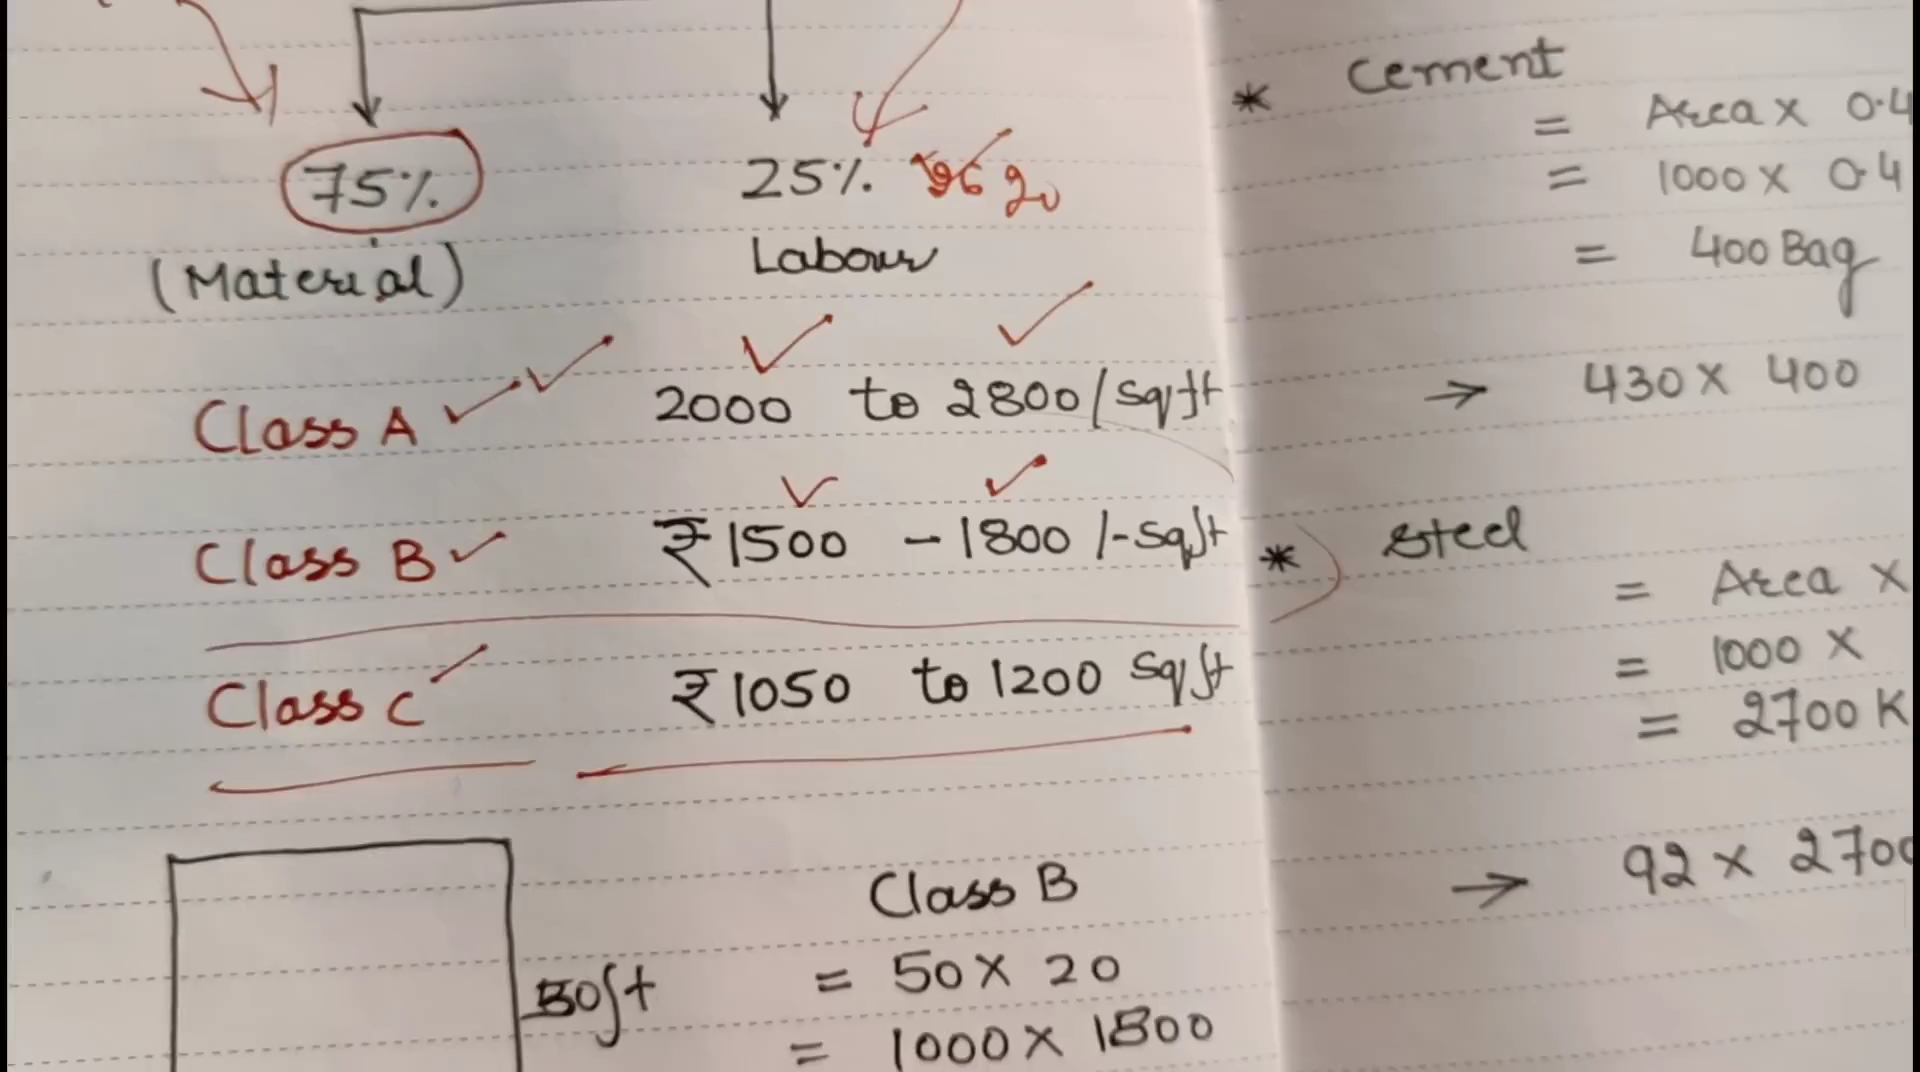 75% 25% 20
(Material) Labour
Class A 2000 to 2800/sqft
Class B ₹1500 - 1800/-sqft
Class C ₹1050 to 1200 sqft
50ft
Class B
= 50 x 20
= 1000 x 1800
* Cement
= Area x 0.4
= 1000 x 0.4
= 400 Bag
→ 430 x 400
* steel
= Area x
= 1000 x
= 2700 K
→ 92 x 2700